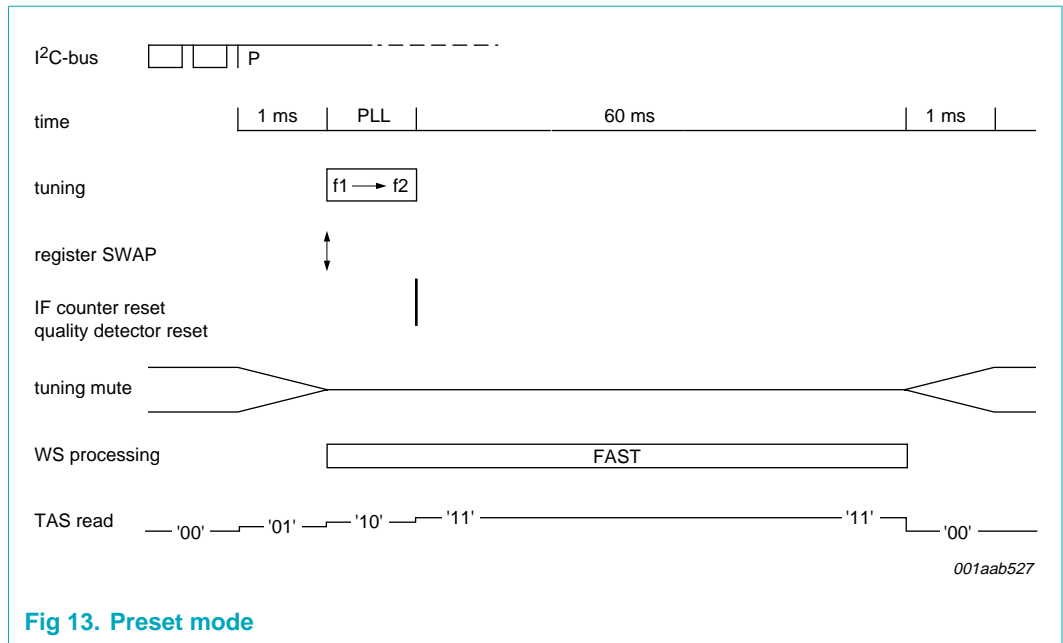 I²C-bus
P
time
1 ms PLL 60 ms 1 ms
tuning
f1 → f2
register SWAP
IF counter reset
quality detector reset
tuning mute
WS processing
FAST
TAS read
'00' '01' '10' '11' '11' '00'
001aab527
Fig 13. Preset mode